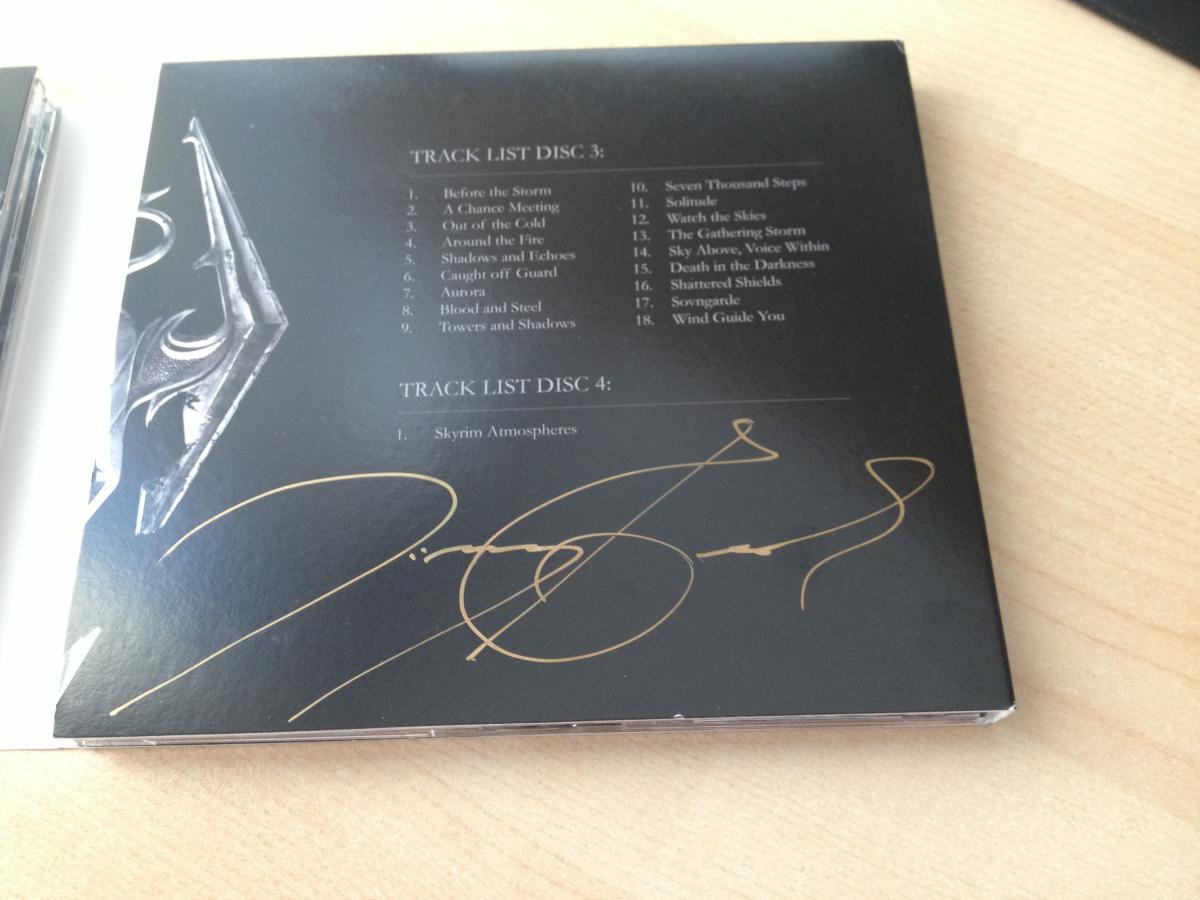 TRACK LIST DISC 3:
1. Before the Storm
2. A Chance Meeting
3. Out of the Cold
4. Around the Fire
5. Shadows and Echoes
6. Caught off Guard
7. Aurora
8. Blood and Steel
9. Towers and Shadows
10. Seven Thousand Steps
11. Solitude
12. Watch the Skies
13. The Gathering Storm
14. Sky Above, Voice Within
15. Death in the Darkness
16. Shattered Shields
17. Sovngarde
18. Wind Guide You
TRACK LIST DISC 4:
1. Skyrim Atmospheres